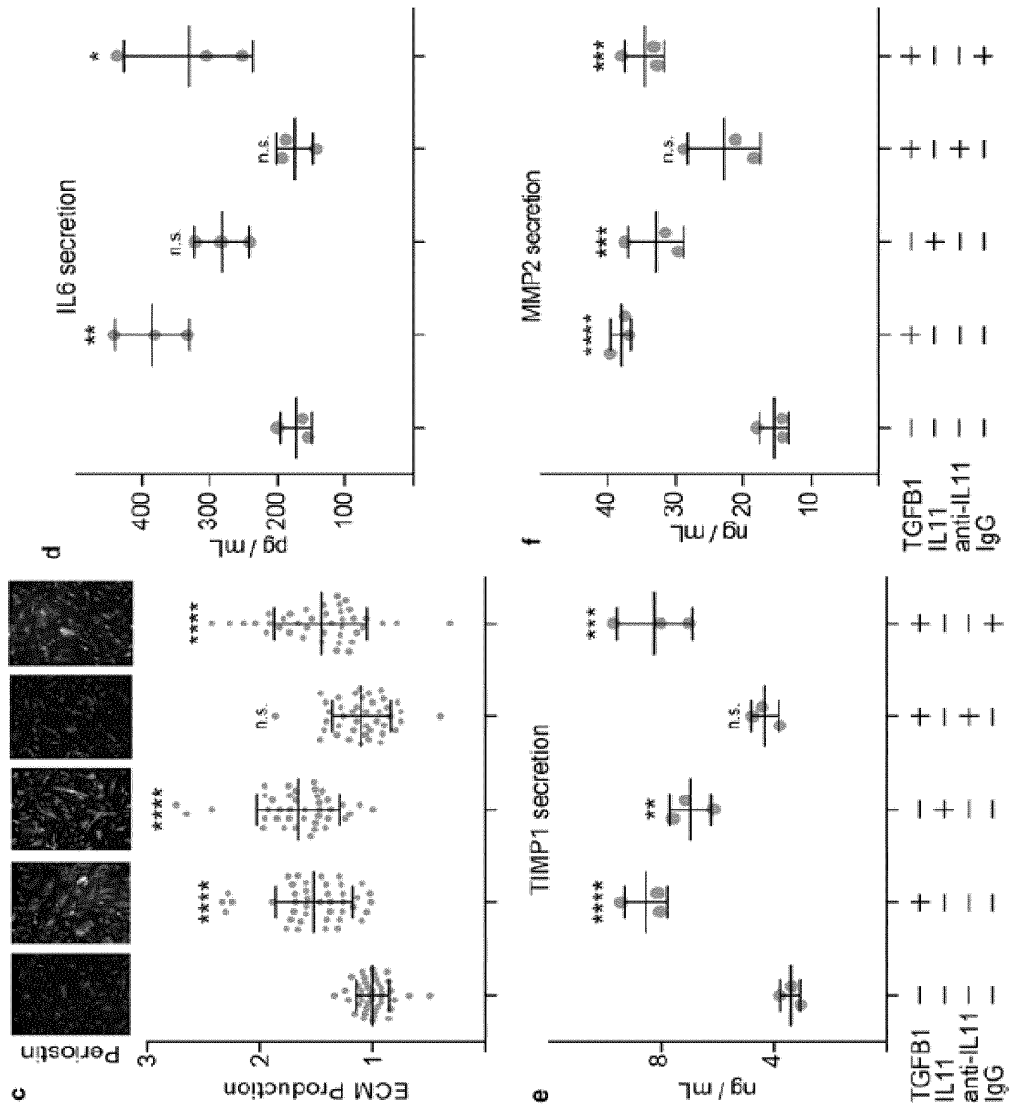 c
Periostin
ECM Production
3
2
1
****
****
n.s.
****
d
IL6 secretion
pg / mL
400
300
200
100
**
n.s.
n.s.
*
e
TIMP1 secretion
ng / mL
8
4
****
**
n.s.
***
TGFB1 − + − + +
IL11 − − + − −
anti-IL11 − − − + −
IgG − − − − +
f
MMP2 secretion
ng / mL
40
30
20
10
****
***
n.s.
***
TGFB1 − + − + +
IL11 − − + − −
anti-IL11 − − − + −
IgG − − − − +